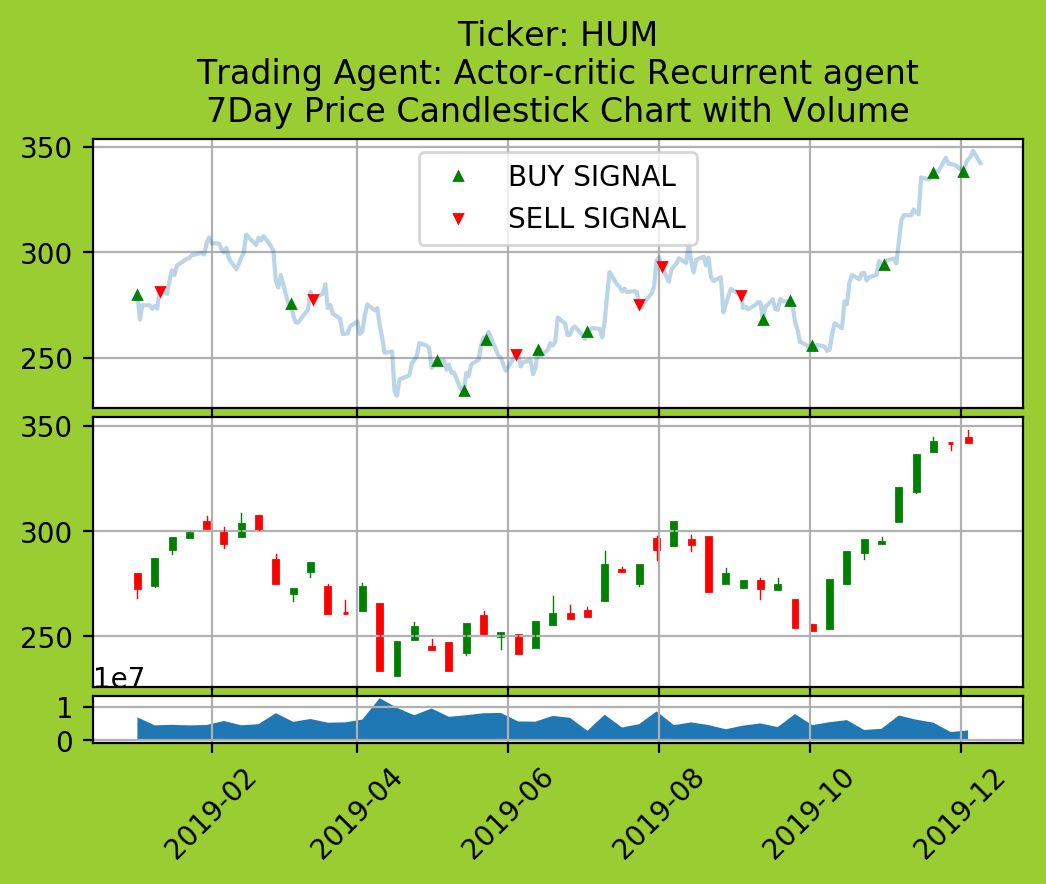 Ticker: HUM
Trading Agent: Actor-critic Recurrent agent
7Day Price Candlestick Chart with Volume
350
300
250
BUY SIGNAL
SELL SIGNAL
350
300
250
1e7
1
0
2019-02
2019-04
2019-06
2019-08
2019-10
2019-12